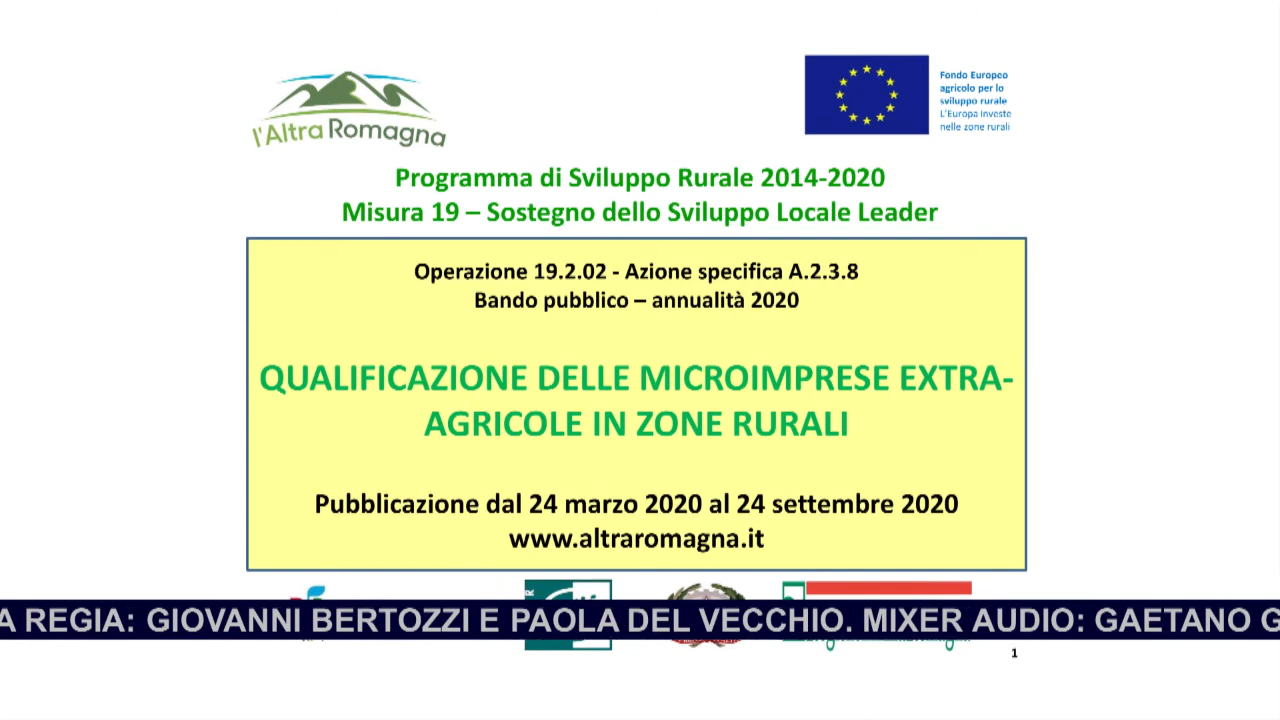 l'Altra Romagna
Fondo Europeo
agricolo per lo
sviluppo rurale
L'Europa investe
nelle zone rurali
Programma di Sviluppo Rurale 2014-2020
Misura 19 – Sostegno dello Sviluppo Locale Leader
Operazione 19.2.02 - Azione specifica A.2.3.8
Bando pubblico – annualità 2020
QUALIFICAZIONE DELLE MICROIMPRESE EXTRA-
AGRICOLE IN ZONE RURALI
Pubblicazione dal 24 marzo 2020 al 24 settembre 2020
www.altraromagna.it
A REGIA: GIOVANNI BERTOZZI E PAOLA DEL VECCHIO. MIXER AUDIO: GAETANO G
1